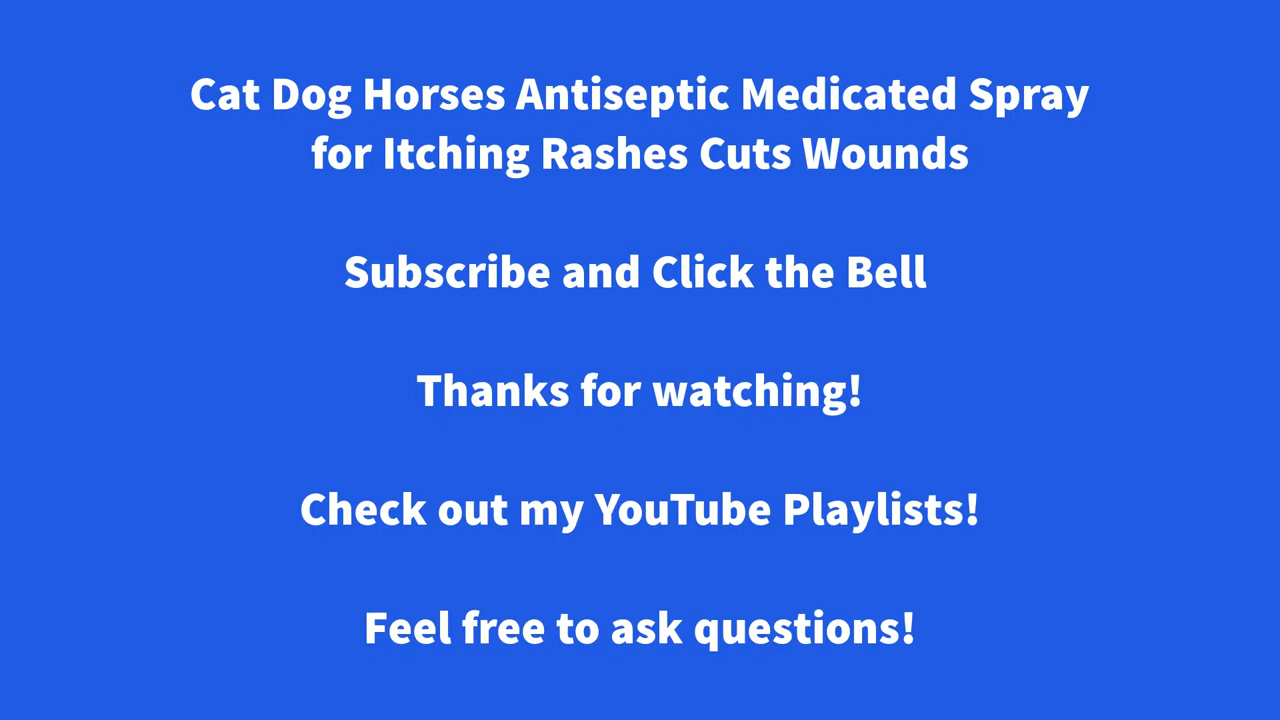 Cat Dog Horses Antiseptic Medicated Spray
for Itching Rashes Cuts Wounds
Subscribe and Click the Bell
Thanks for watching!
Check out my YouTube Playlists!
Feel free to ask questions!